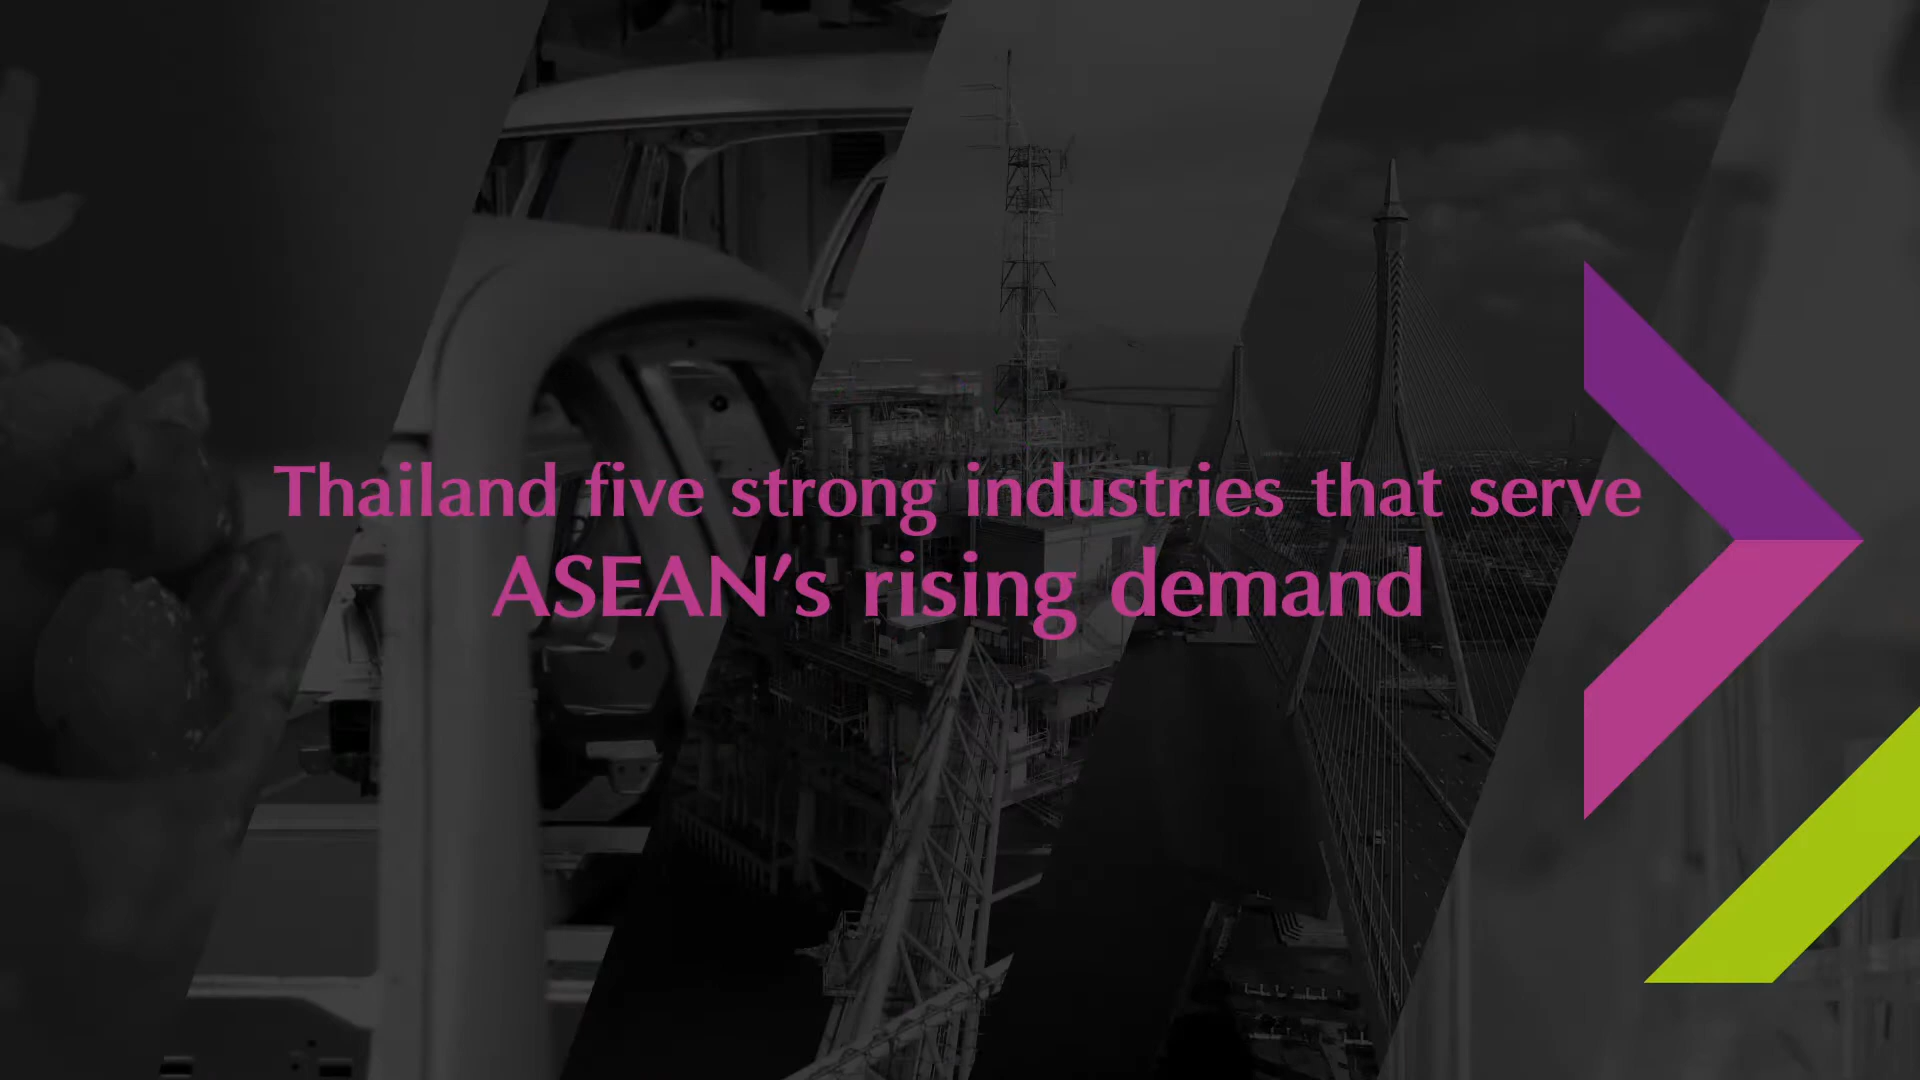 Thailand five strong industries that serve
ASEAN’s rising demand